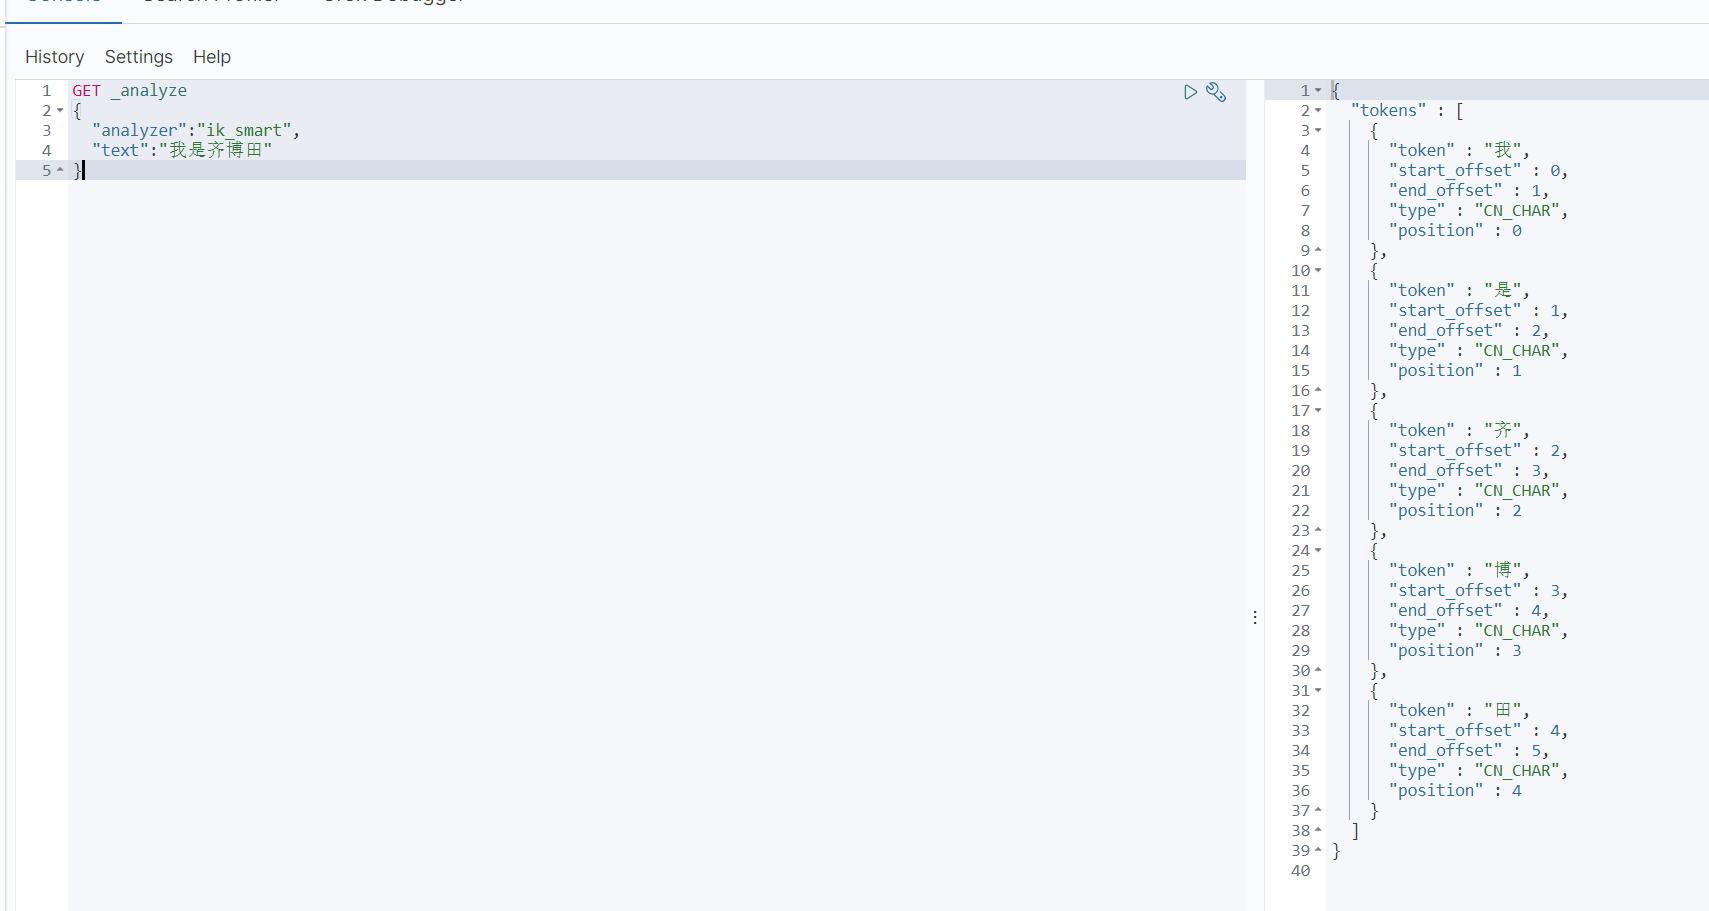 Console Search Profiler Grok Debugger
History Settings Help
1 GET _analyze
2 {
3 "analyzer":"ik_smart",
4 "text":"我是齐博田"
5 }
1 {
2 "tokens" : [
3 {
4 "token" : "我",
5 "start_offset" : 0,
6 "end_offset" : 1,
7 "type" : "CN_CHAR",
8 "position" : 0
9 },
10 {
11 "token" : "是",
12 "start_offset" : 1,
13 "end_offset" : 2,
14 "type" : "CN_CHAR",
15 "position" : 1
16 },
17 {
18 "token" : "齐",
19 "start_offset" : 2,
20 "end_offset" : 3,
21 "type" : "CN_CHAR",
22 "position" : 2
23 },
24 {
25 "token" : "博",
26 "start_offset" : 3,
27 "end_offset" : 4,
28 "type" : "CN_CHAR",
29 "position" : 3
30 },
31 {
32 "token" : "田",
33 "start_offset" : 4,
34 "end_offset" : 5,
35 "type" : "CN_CHAR",
36 "position" : 4
37 }
38 ]
39 }
40